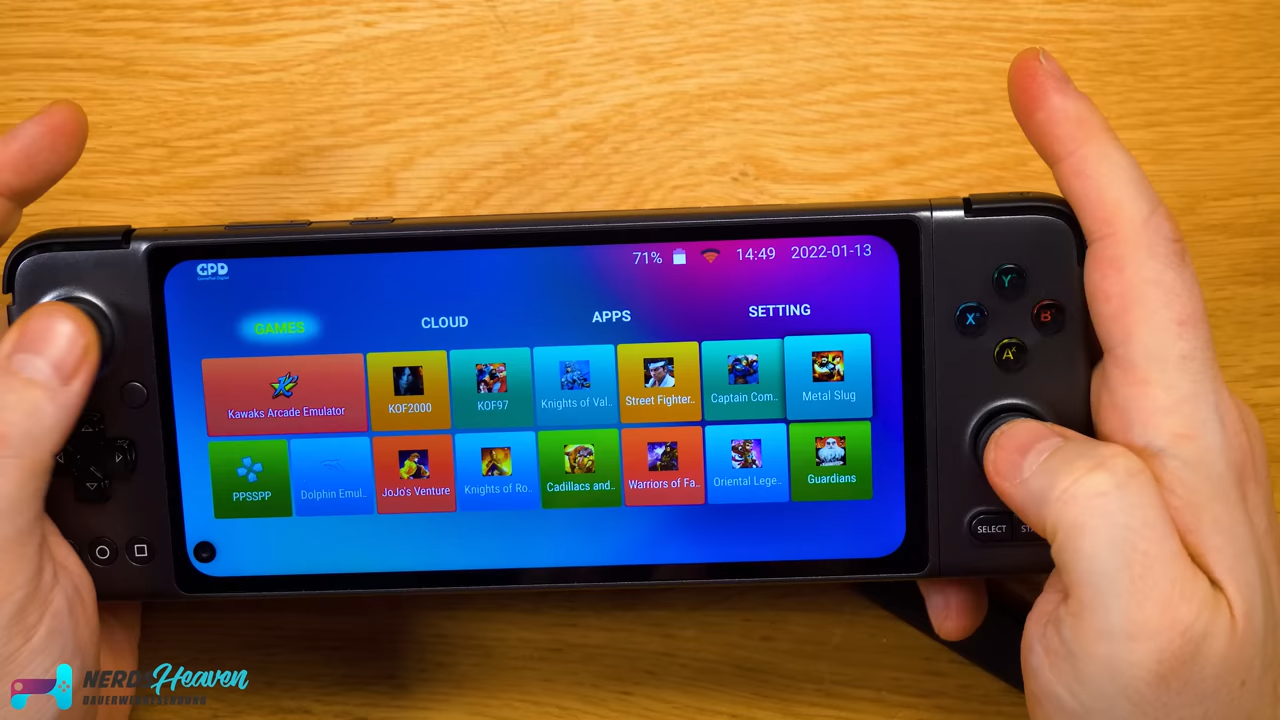 GPD
71% 14:49 2022-01-13
GAMES CLOUD APPS SETTING
Kawaks Arcade Emulator
KOF2000
KOF97
Knights of Val..
Street Fighter..
Captain Com..
Metal Slug
PPSSPP
Dolphin Emul..
JoJo's Venture
Knights of Ro..
Cadillacs and..
Warriors of Fa..
Oriental Lege..
Guardians
Y
X
B
A X
SELECT
NERDSHeaven
DAUERWERBESENDUNG